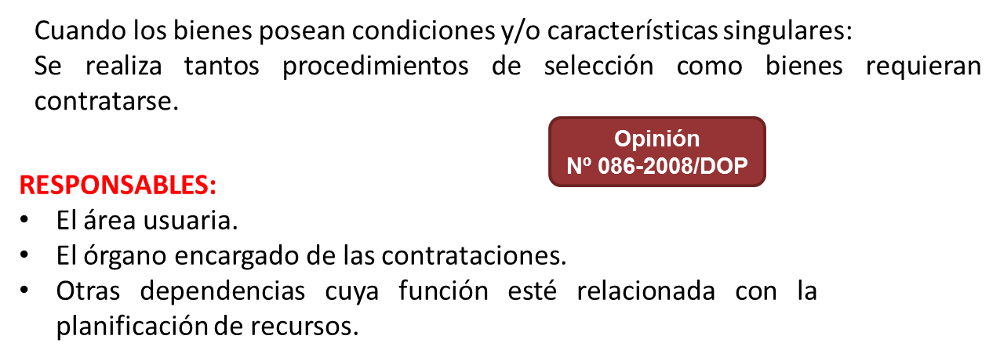 Cuando los bienes posean condiciones y/o características singulares:
Se realiza tantos procedimientos de selección como bienes requieran
contratarse.
Opinión
Nº 086-2008/DOP
RESPONSABLES:
• El área usuaria.
• El órgano encargado de las contrataciones.
• Otras dependencias cuya función esté relacionada con la
planificación de recursos.